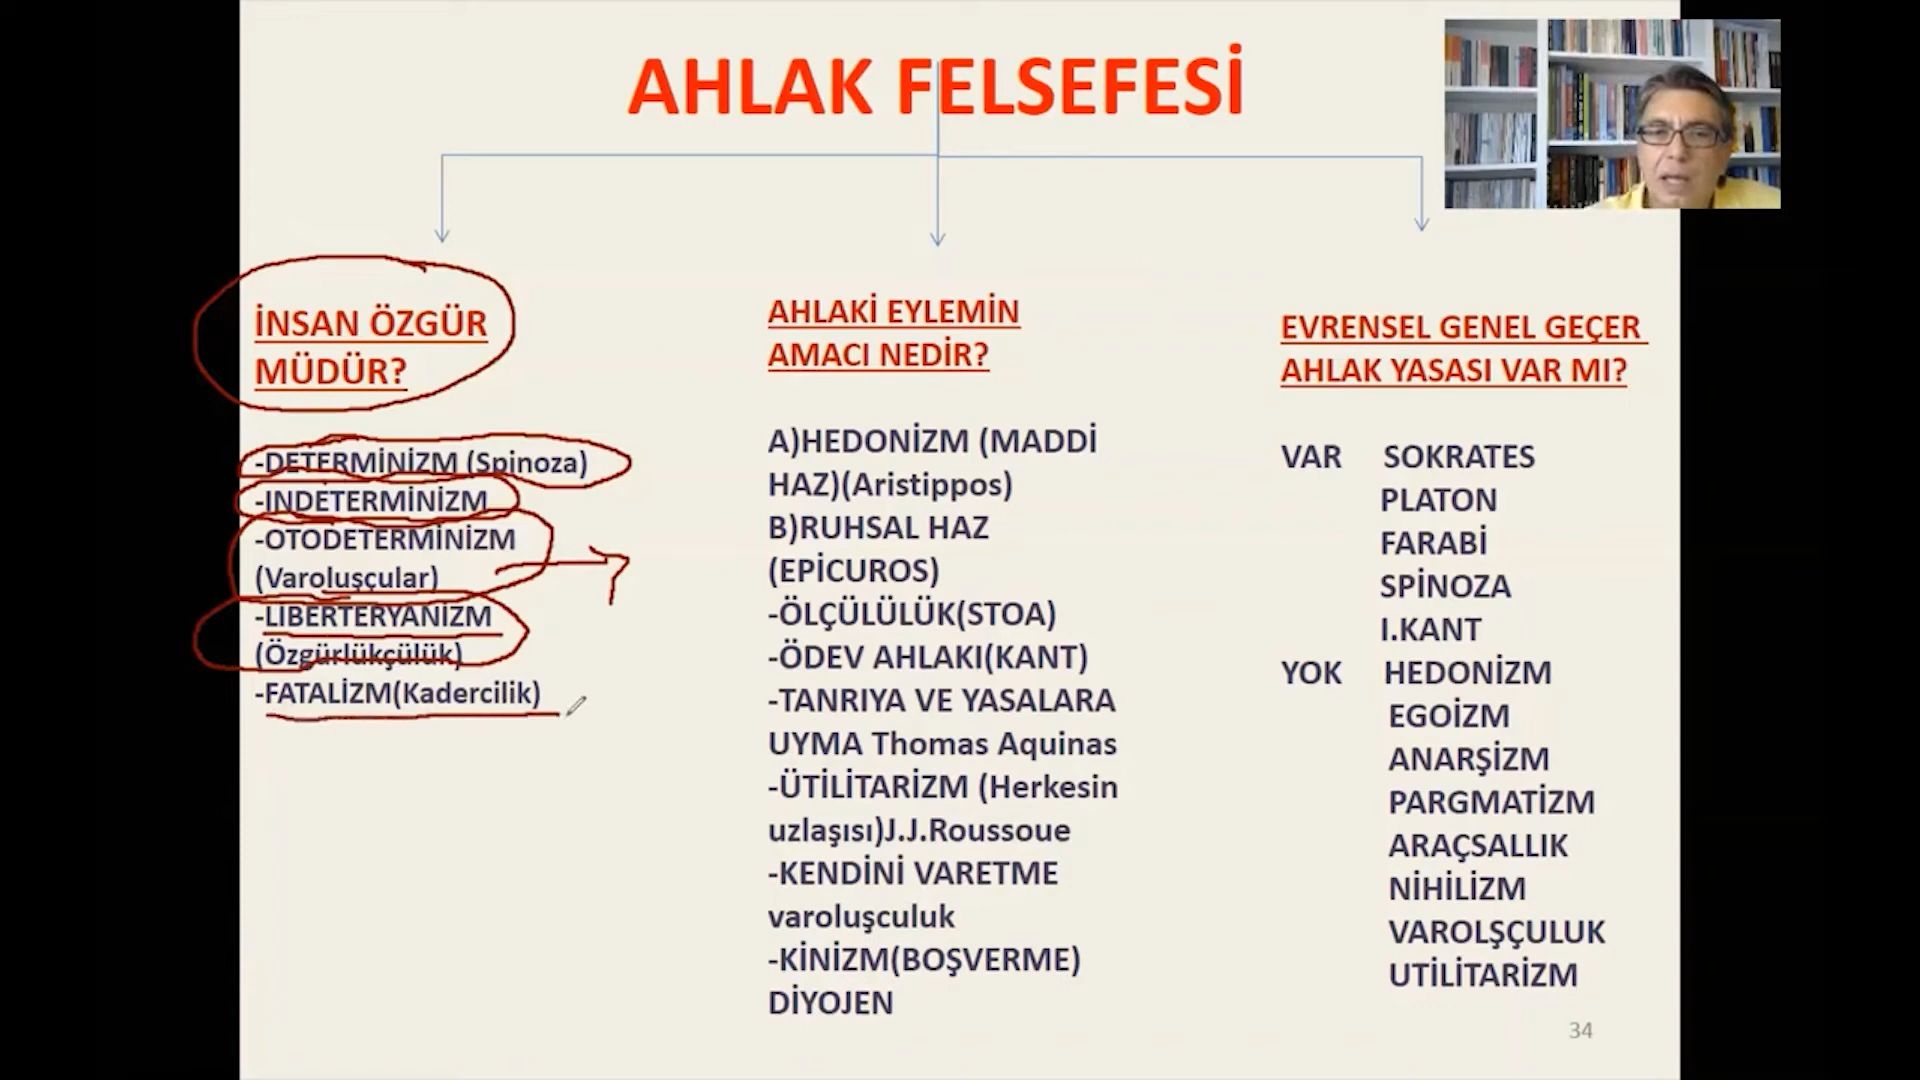 AHLAK FELSEFESİ
İNSAN ÖZGÜR
MÜDÜR?
-DETERMİNİZM (Spinoza)
-INDETERMİNİZM
-OTODETERMİNİZM
(Varoluşçular)
-LIBERTERYANİZM
(Özgürlükçülük)
-FATALİZM(Kadercilik)
AHLAKİ EYLEMİN
AMACI NEDİR?
A)HEDONİZM (MADDİ
HAZ)(Aristippos)
B)RUHSAL HAZ
(EPİCUROS)
-ÖLÇÜLÜLÜK(STOA)
-ÖDEV AHLAKI(KANT)
-TANRIYA VE YASALARA
UYMA Thomas Aquinas
-ÜTİLİTARİZM (Herkesin
uzlaşısı)J.J.Roussoue
-KENDİNİ VARETME
varoluşculuk
-KİNİZM(BOŞVERME)
DİYOJEN
EVRENSEL GENEL GEÇER
AHLAK YASASI VAR MI?
VAR SOKRATES
PLATON
FARABİ
SPİNOZA
I.KANT
YOK HEDONİZM
EGOİZM
ANARŞİZM
PARGMATİZM
ARAÇSALLIK
NİHİLİZM
VAROLŞÇULUK
UTİLİTARİZM
34